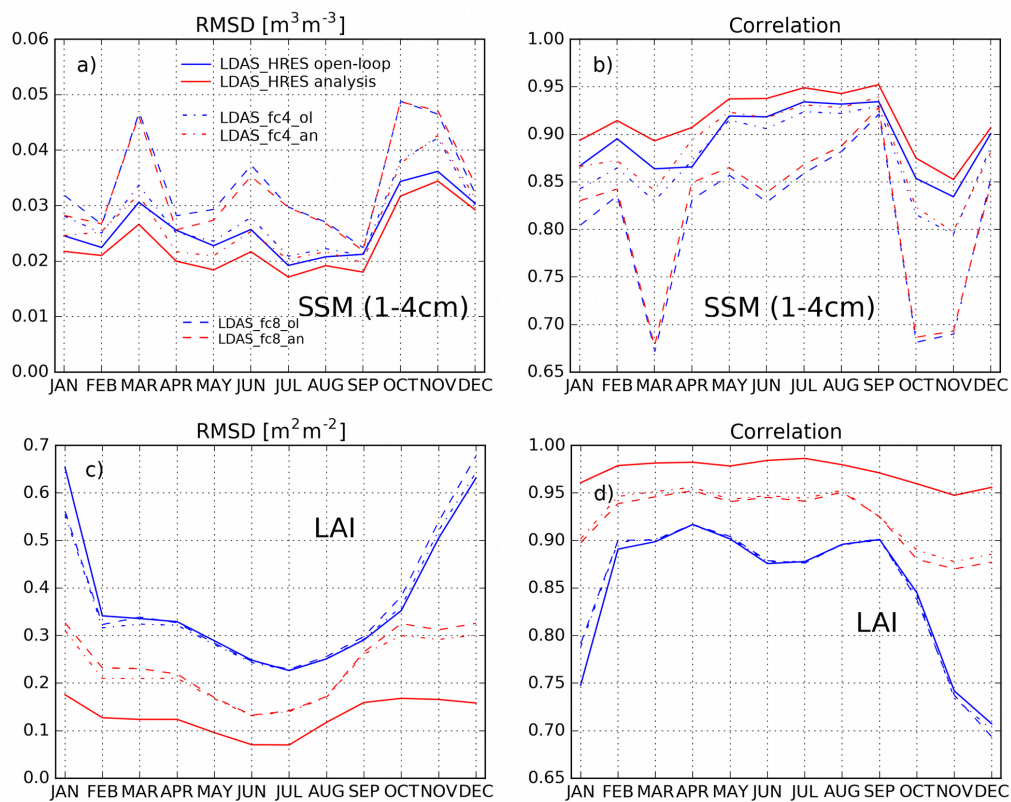 RMSD [m³m⁻³]
a)
LDAS_HRES open-loop
LDAS_HRES analysis
LDAS_fc4_ol
LDAS_fc4_an
SSM (1-4cm)
LDAS_fc8_ol
LDAS_fc8_an
0.06
0.05
0.04
0.03
0.02
0.01
0.00
JAN FEB MAR APR MAY JUN JUL AUG SEP OCT NOV DEC
Correlation
b)
SSM (1-4cm)
1.00
0.95
0.90
0.85
0.80
0.75
0.70
0.65
JAN FEB MAR APR MAY JUN JUL AUG SEP OCT NOV DEC
RMSD [m²m⁻²]
c)
LAI
0.7
0.6
0.5
0.4
0.3
0.2
0.1
0.0
JAN FEB MAR APR MAY JUN JUL AUG SEP OCT NOV DEC
Correlation
d)
LAI
1.00
0.95
0.90
0.85
0.80
0.75
0.70
0.65
JAN FEB MAR APR MAY JUN JUL AUG SEP OCT NOV DEC